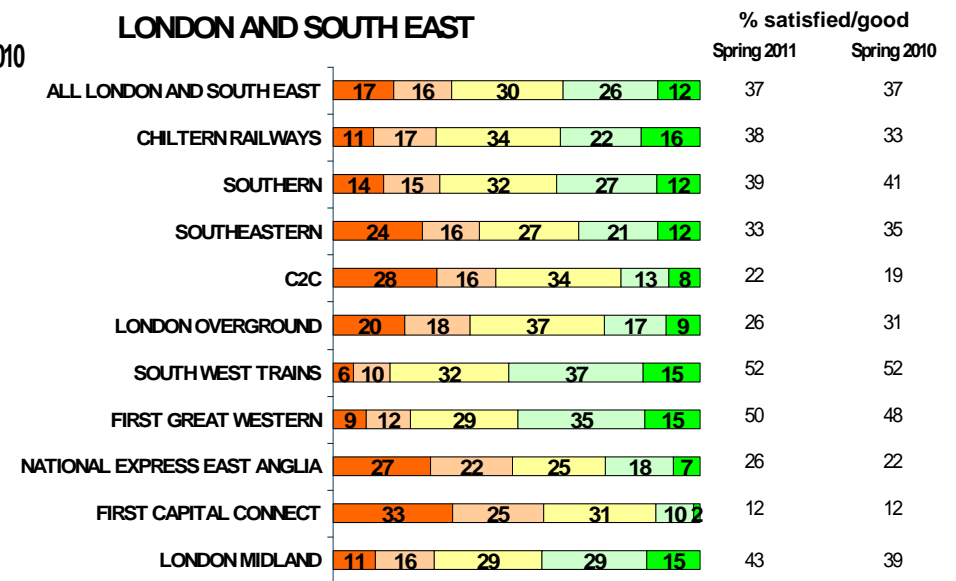 LONDON AND SOUTH EAST
% satisfied/good
010
Spring 2011 Spring 2010
ALL LONDON AND SOUTH EAST 17 16 30 26 12 37 37
CHILTERN RAILWAYS 11 17 34 22 16 38 33
SOUTHERN 14 15 32 27 12 39 41
SOUTHEASTERN 24 16 27 21 12 33 35
C2C 28 16 34 13 8 22 19
LONDON OVERGROUND 20 18 37 17 9 26 31
SOUTH WEST TRAINS 6 10 32 37 15 52 52
FIRST GREAT WESTERN 9 12 29 35 15 50 48
NATIONAL EXPRESS EAST ANGLIA 27 22 25 18 7 26 22
FIRST CAPITAL CONNECT 33 25 31 10 2 12 12
LONDON MIDLAND 11 16 29 29 15 43 39